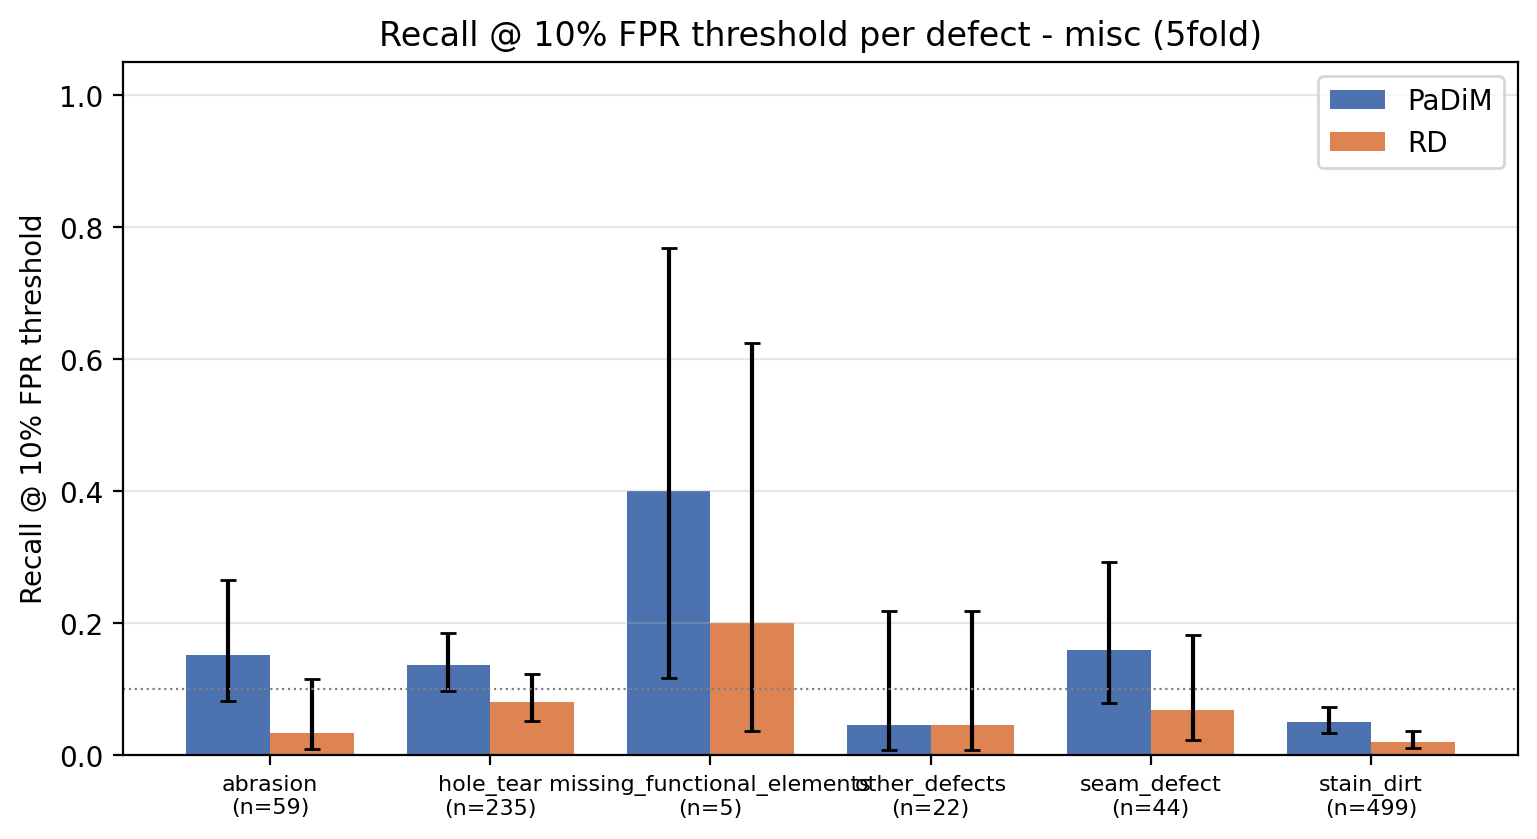 Recall @ 10% FPR threshold per defect - misc (5fold)
Recall @ 10% FPR threshold
1.0
0.8
0.6
0.4
0.2
0.0
PaDiM
RD
abrasion
(n=59)
hole_tear
(n=235)
missing_functional_elements
(n=5)
other_defects
(n=22)
seam_defect
(n=44)
stain_dirt
(n=499)